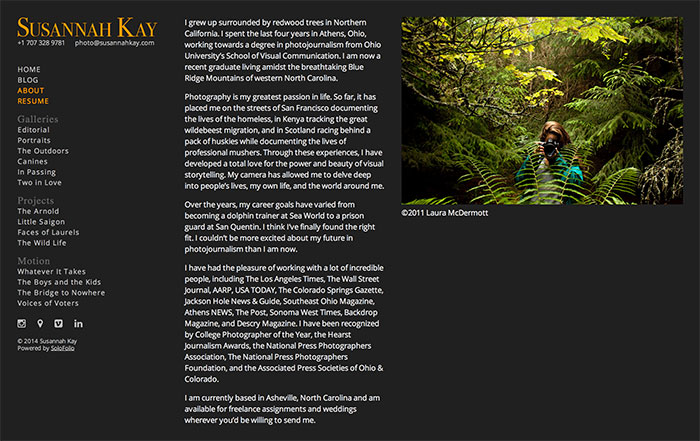 SUSANNAH KAY
+1 707 328 9781 photo@susannahkay.com
HOME
BLOG
ABOUT
RESUME
Galleries
Editorial
Portraits
The Outdoors
Canines
In Passing
Two in Love
Projects
The Arnold
Little Saigon
Faces of Laurels
The Wild Life
Motion
Whatever It Takes
The Boys and the Kids
The Bridge to Nowhere
Voices of Voters
in
© 2014 Susannah Kay
Powered by SoloFolio
I grew up surrounded by redwood trees in Northern
California. I spent the last four years in Athens, Ohio,
working towards a degree in photojournalism from Ohio
University's School of Visual Communication. I am now a
recent graduate living amidst the breathtaking Blue
Ridge Mountains of western North Carolina.
Photography is my greatest passion in life. So far, it has
placed me on the streets of San Francisco documenting
the lives of the homeless, in Kenya tracking the great
wildebeest migration, and in Scotland racing behind a
pack of huskies while documenting the lives of
professional mushers. Through these experiences, I have
developed a total love for the power and beauty of visual
storytelling. My camera has allowed me to delve deep
into people's lives, my own life, and the world around me.
Over the years, my career goals have varied from
becoming a dolphin trainer at Sea World to a prison
guard at San Quentin. I think I've finally found the right
fit. I couldn't be more excited about my future in
photojournalism than I am now.
I have had the pleasure of working with a lot of incredible
people, including The Los Angeles Times, The Wall Street
Journal, AARP, USA TODAY, The Colorado Springs Gazette,
Jackson Hole News & Guide, Southeast Ohio Magazine,
Athens NEWS, The Post, Sonoma West Times, Backdrop
Magazine, and Descry Magazine. I have been recognized
by College Photographer of the Year, the Hearst
Journalism Awards, the National Press Photographers
Association, The National Press Photographers
Foundation, and the Associated Press Societies of Ohio &
Colorado.
I am currently based in Asheville, North Carolina and am
available for freelance assignments and weddings
wherever you'd be willing to send me.
©2011 Laura McDermott